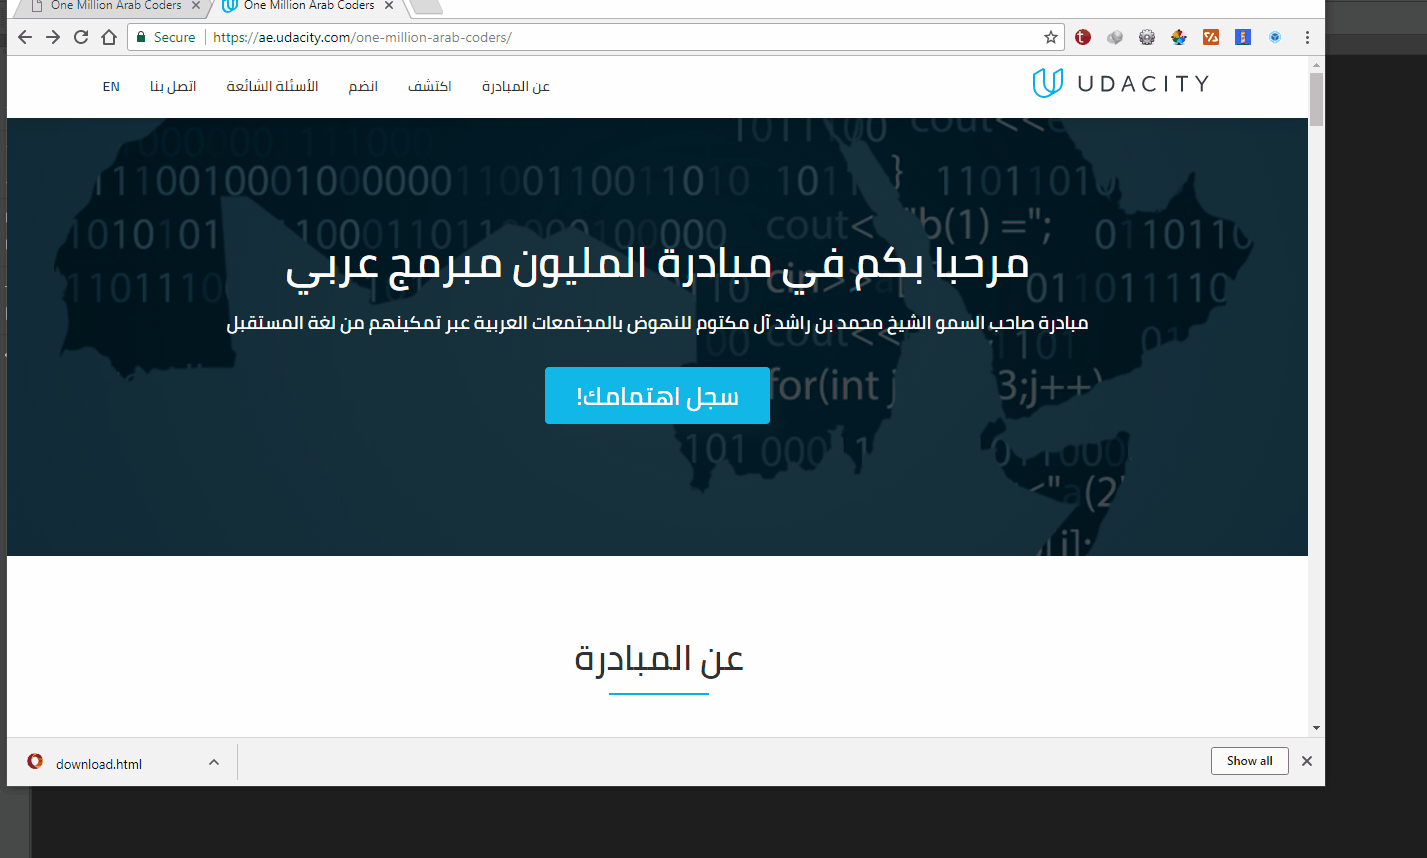 One Million Arab Coders
One Million Arab Coders
Secure
https://ae.udacity.com/one-million-arab-coders/
UDACITY
عن المبادرة
اكتشف
انضم
الأسئلة الشائعة
اتصل بنا
EN
مرحبا بكم في مبادرة المليون مبرمج عربي
مبادرة صاحب السمو الشيخ محمد بن راشد آل مكتوم للنهوض بالمجتمعات العربية عبر تمكينهم من لغة المستقبل
سجل اهتمامك!
عن المبادرة
download.html
Show all